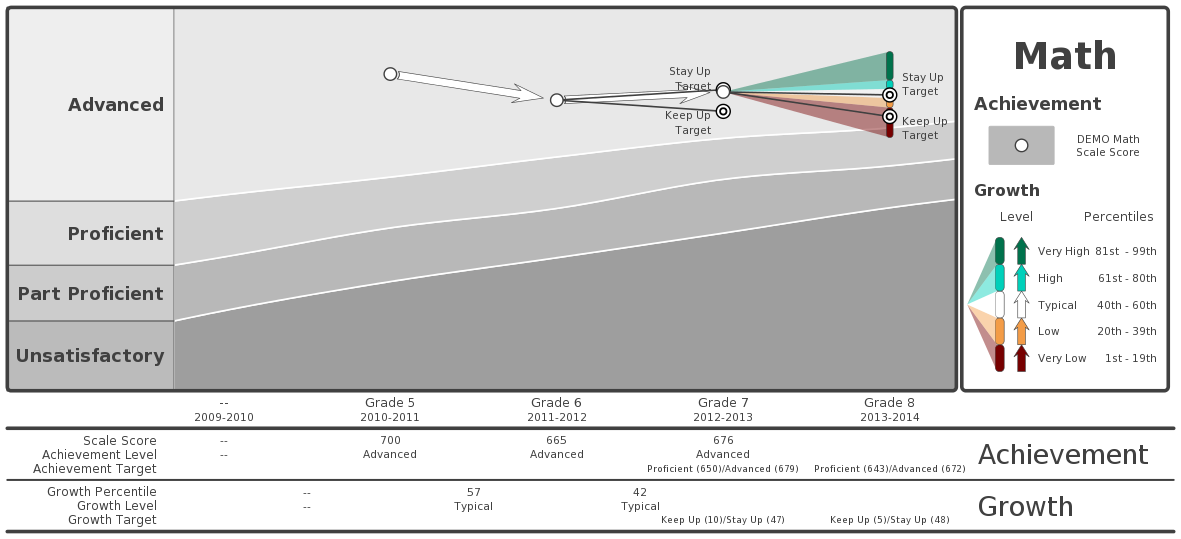 Advanced
Proficient
Part Proficient
Unsatisfactory
Stay Up
Target
Keep Up
Target
Stay Up
Target
Keep Up
Target
Math
Achievement
DEMO Math
Scale Score
Growth
Level Percentiles
Very High 81st - 99th
High 61st - 80th
Typical 40th - 60th
Low 20th - 39th
Very Low 1st - 19th
-- Grade 5 Grade 6 Grade 7 Grade 8
2009-2010 2010-2011 2011-2012 2012-2013 2013-2014
Scale Score -- 700 665 676
Achievement Level -- Advanced Advanced Advanced
Achievement Target Proficient (650)/Advanced (679) Proficient (643)/Advanced (672)
Achievement
Growth Percentile -- 57 42
Growth Level -- Typical Typical
Growth Target Keep Up (10)/Stay Up (47) Keep Up (5)/Stay Up (48)
Growth